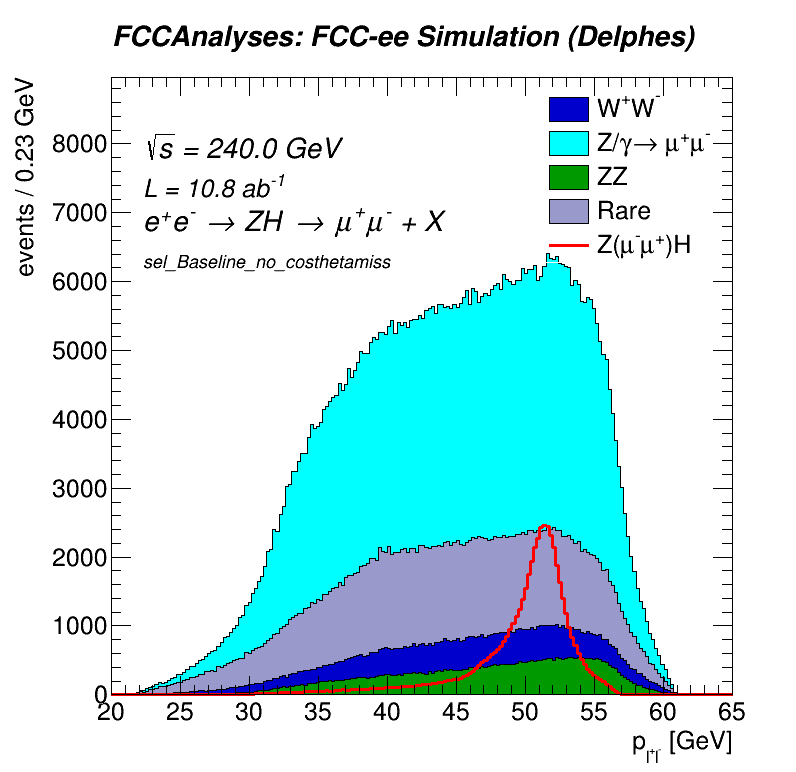 FCCAnalyses: FCC-ee Simulation (Delphes)
events / 0.23 GeV
√s = 240.0 GeV
L = 10.8 ab⁻¹
e⁺e⁻ → ZH → μ⁺μ⁻ + X
sel_Baseline_no_costhetamiss
W⁺W⁻
Z/γ→ μ⁺μ⁻
ZZ
Rare
Z(μ⁻μ⁺)H
8000
7000
6000
5000
4000
3000
2000
1000
0
20 25 30 35 40 45 50 55 60 65
p_l⁺l⁻ [GeV]